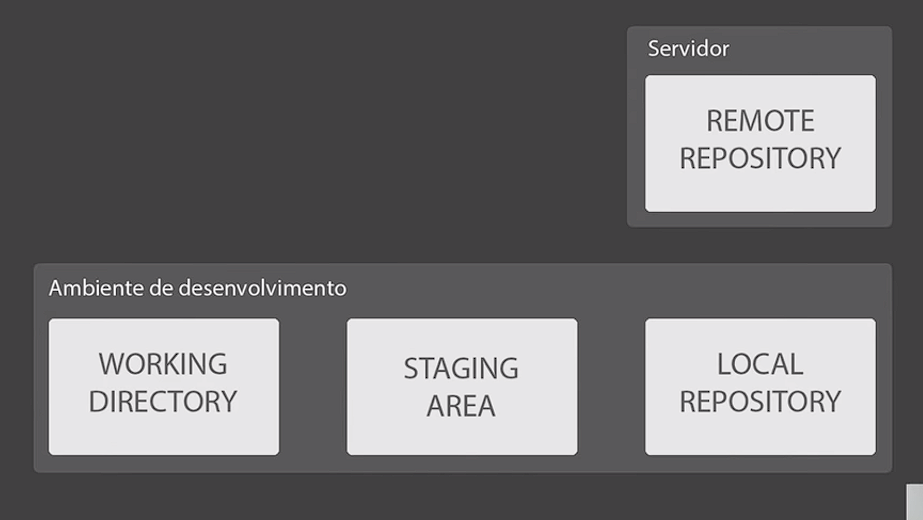 Servidor
REMOTE
REPOSITORY
Ambiente de desenvolvimento
WORKING
DIRECTORY
STAGING
AREA
LOCAL
REPOSITORY